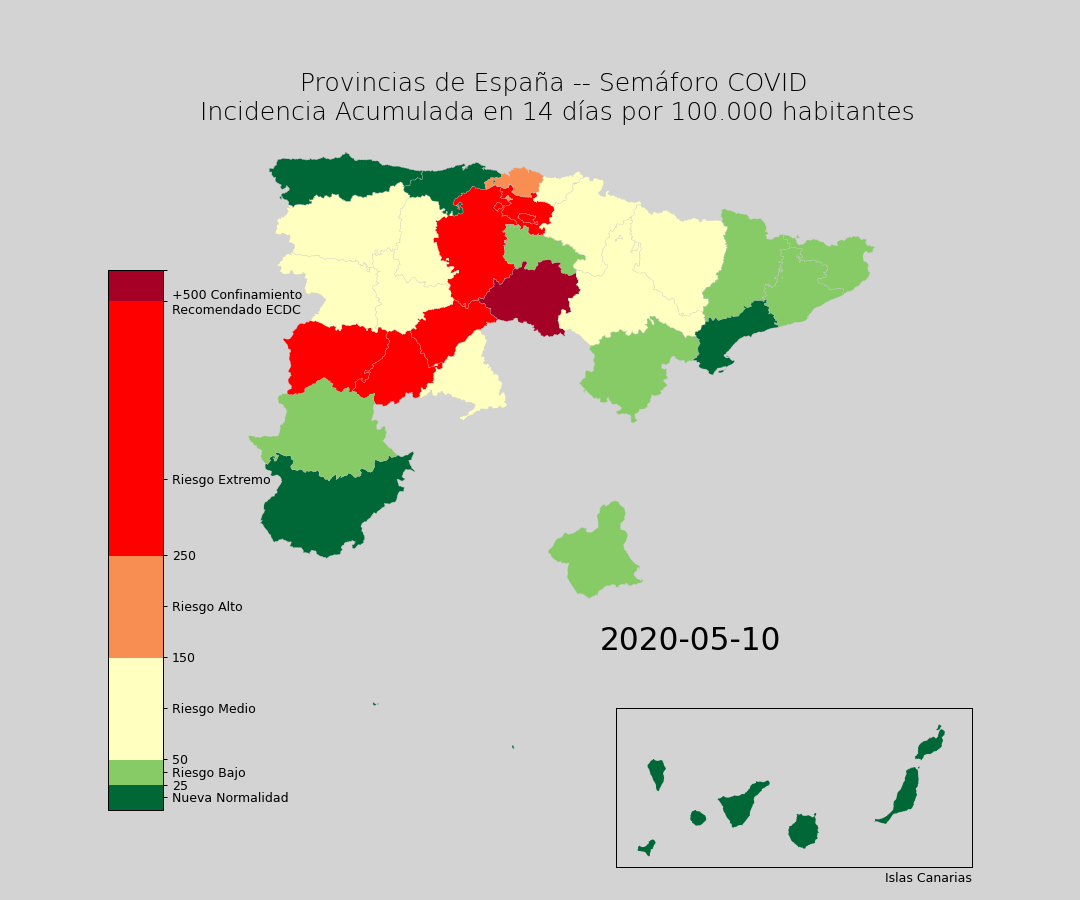 Provincias de España -- Semáforo COVID
Incidencia Acumulada en 14 días por 100.000 habitantes
+500 Confinamiento
Recomendado ECDC
Riesgo Extremo
250
Riesgo Alto
150
Riesgo Medio
50
Riesgo Bajo
25
Nueva Normalidad
2020-05-10
Islas Canarias